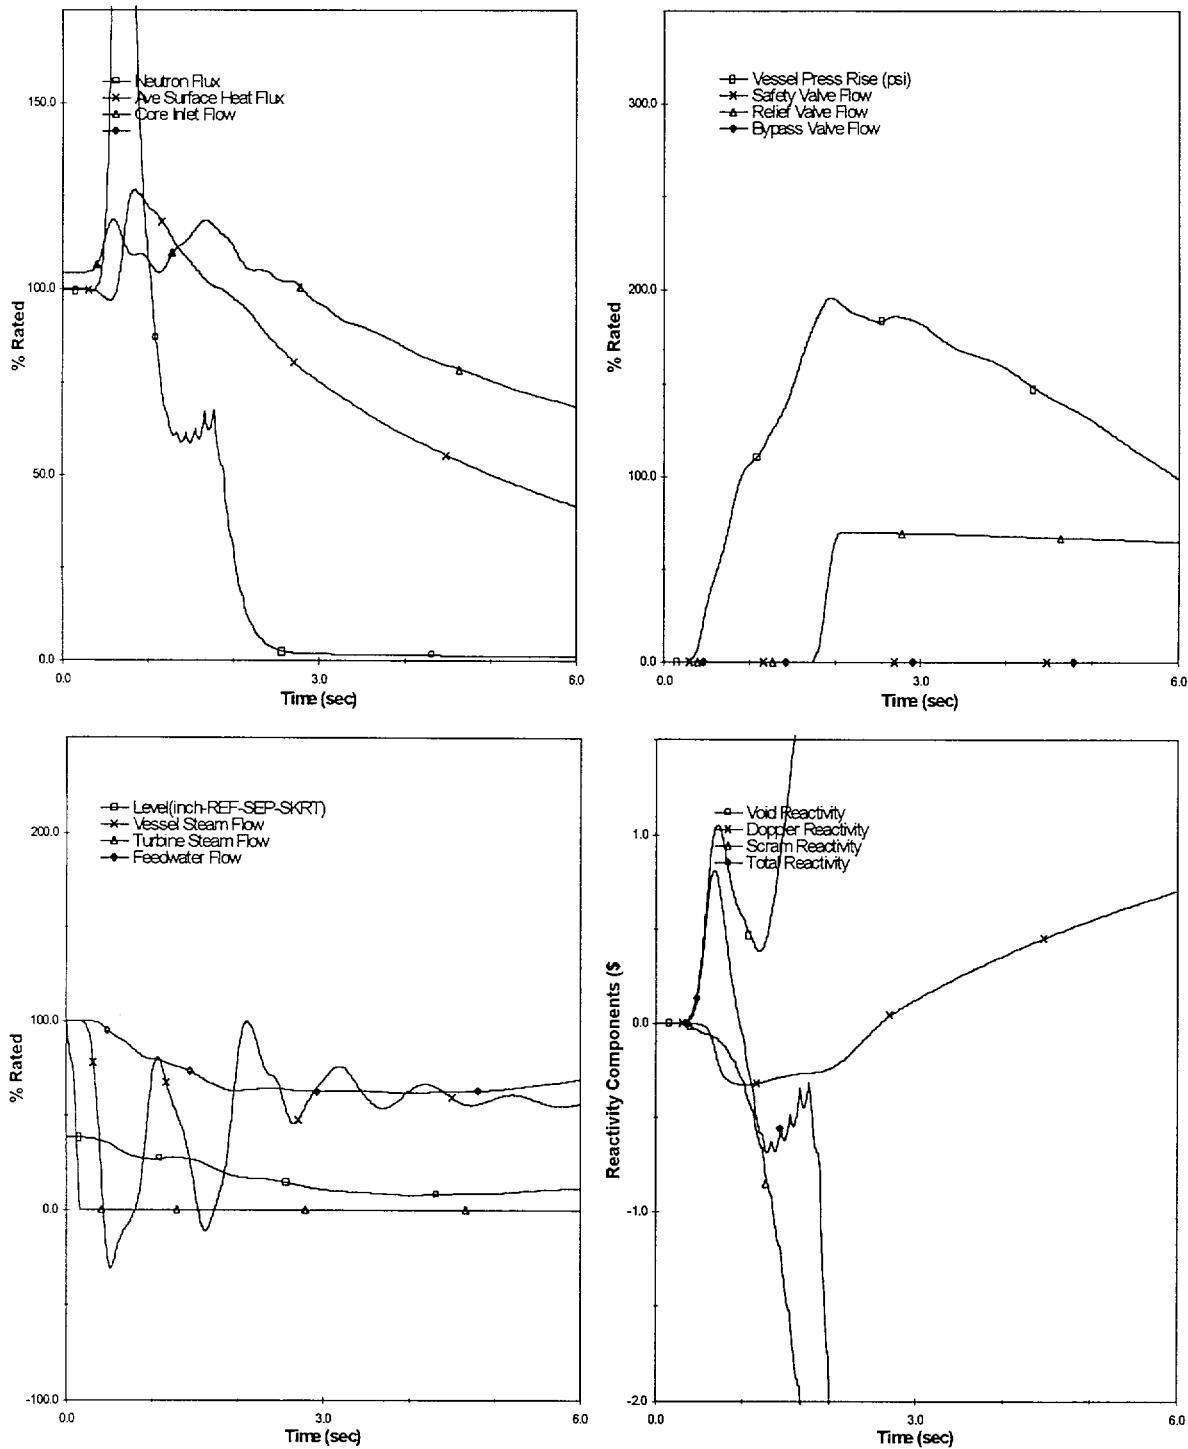 150.0
Neutron Flux
Ave Surface Heat Flux
Core Inlet Flow
100.0
% Rated
50.0
0.0
0.0
3.0
6.0
Time (sec)
300.0
Vessel Press Rise (psi)
Safety Valve Flow
Relief Valve Flow
Bypass Valve Flow
200.0
% Rated
100.0
0.0
0.0
3.0
6.0
Time (sec)
Level(inch-REF-SEP-SKRT)
Vessel Steam Flow
Turbine Steam Flow
Feedwater Flow
200.0
100.0
% Rated
0.0
-100.0
0.0
3.0
6.0
Time (sec)
Void Reactivity
Dopper Reactivity
Scram Reactivity
Total Reactivity
1.0
Reactivity Components ($
0.0
-1.0
-2.0
0.0
3.0
6.0
Time (sec)